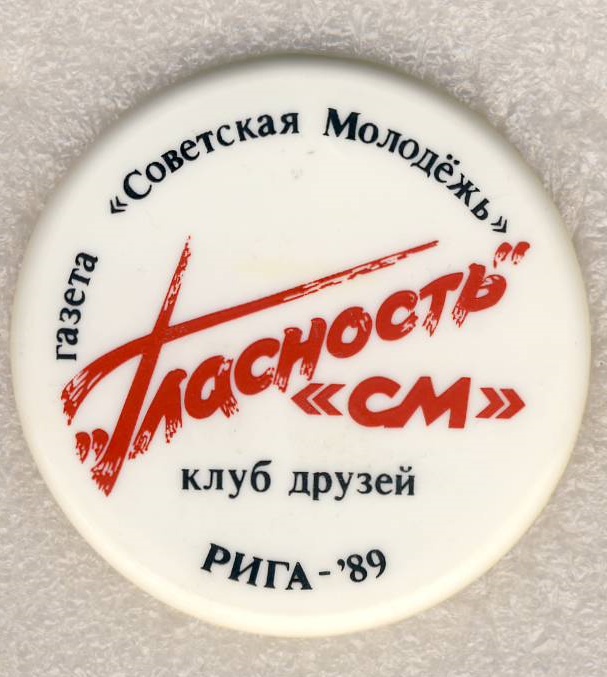 газета «Советская Молодёжь»
„Гласность"
«СМ»
клуб друзей
РИГА-'89